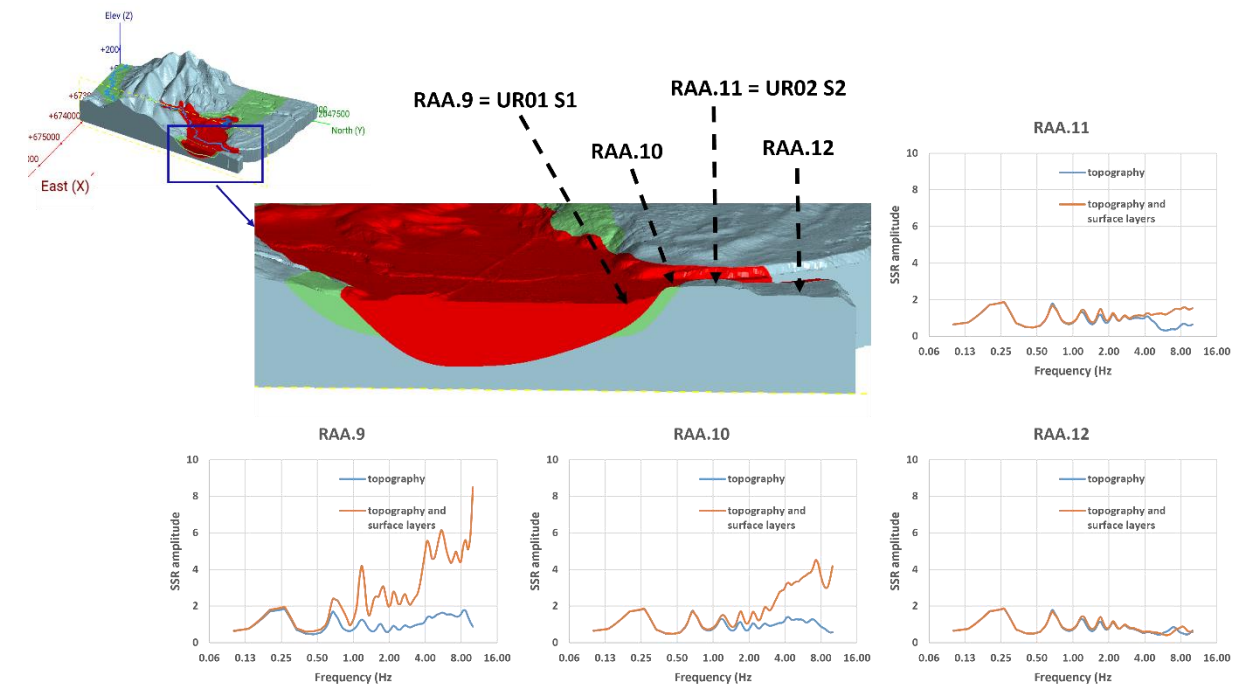 Elev (Z)
+200
+6739
+674000
+675000
2047500
North (Y)
East (X)
RAA.9 = UR01 S1
RAA.11 = UR02 S2
RAA.10
RAA.12
RAA.11
SSR amplitude
10
8
6
4
2
0
topography
topography and
surface layers
0.06 0.13 0.25 0.50 1.00 2.00 4.00 8.00 16.00
Frequency (Hz
RAA.9
SSR amplitude
10
8
6
4
2
0
topography
topography and
surface layers
0.06 0.13 0.25 0.50 1.00 2.00 4.00 8.00 16.00
Frequency (Hz
RAA.10
SSR amplitude
10
8
6
4
2
0
topography
topography and
surface layers
0.06 0.13 0.25 0.50 1.00 2.00 4.00 8.00 16.00
Frequency (Hz
RAA.12
SSR amplitude
10
8
6
4
2
0
topography
topography and
surface layers
0.06 0.13 0.25 0.50 1.00 2.00 4.00 8.00 16.00
Frequency (Hz